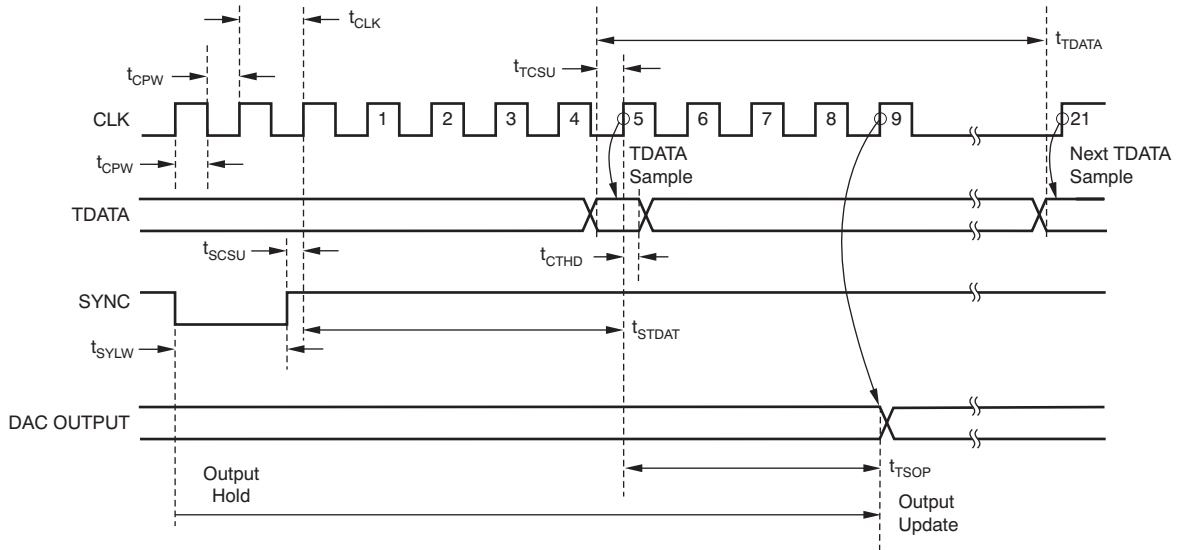 tCLK
tTDATA
tTCSU
tCPW
CLK
1
2
3
4
5
6
7
8
9
21
tCPW
TDATA
Sample
Next TDATA
Sample
TDATA
tSCSU
tCTHD
SYNC
tSTDAT
tSYLW
DAC OUTPUT
tTSOP
Output
Hold
Output
Update